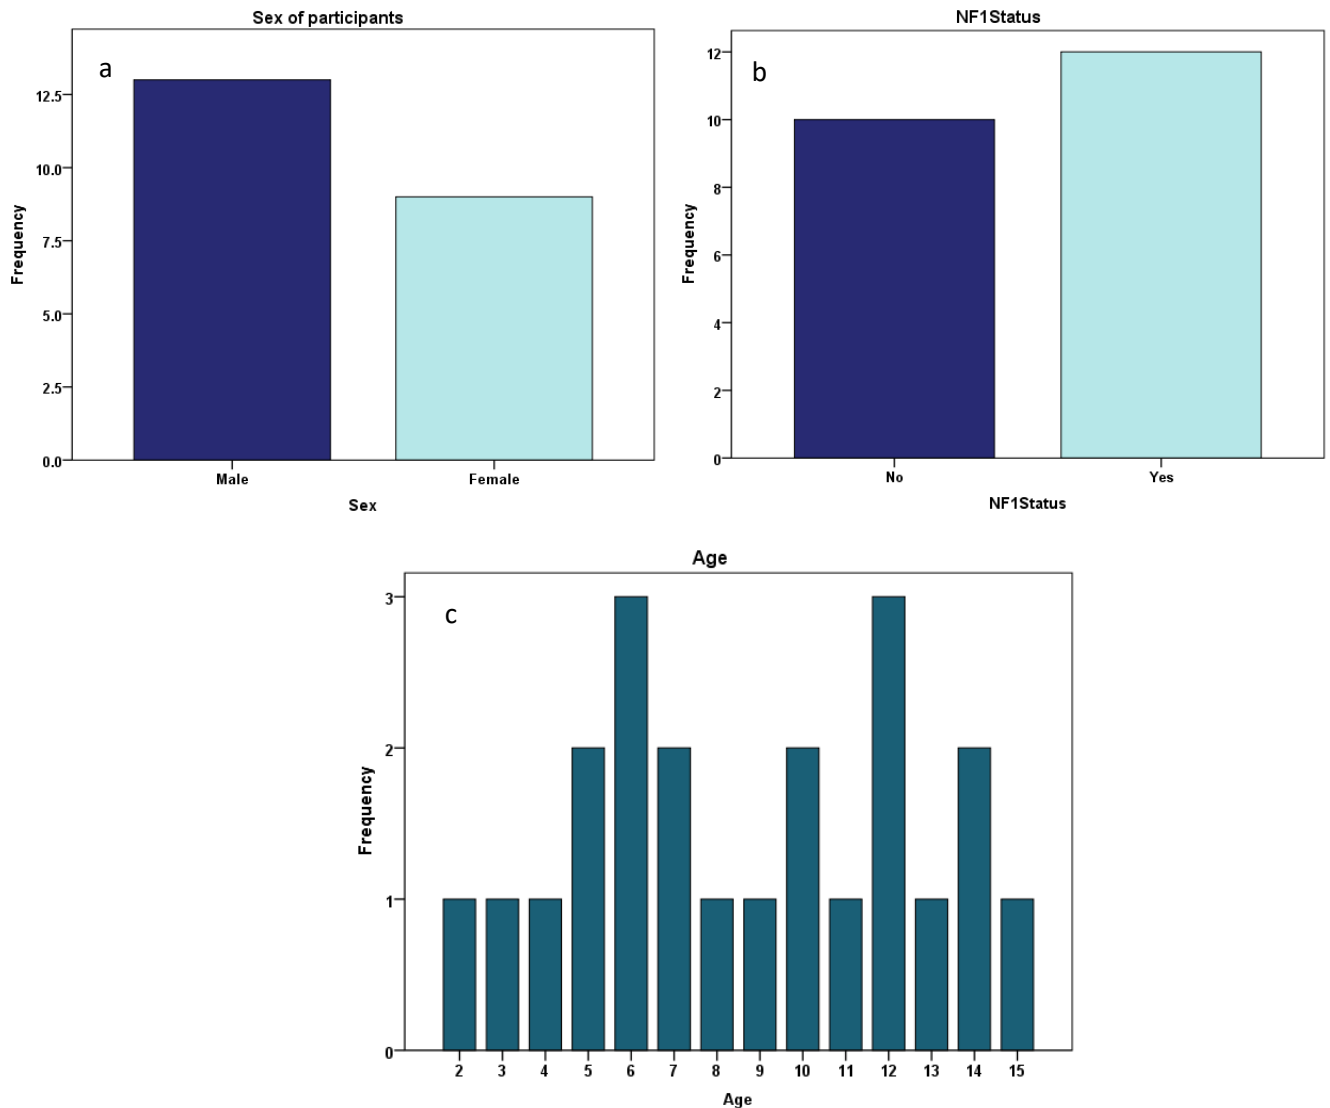 Sex of participants
a
12.5
10.0
7.5
5.0
2.5
0.0
Frequency
Male Female
Sex
NF1Status
b
12
10
8
6
4
2
0
Frequency
No Yes
NF1Status
Age
c
3
2
1
0
Frequency
2 3 4 5 6 7 8 9 10 11 12 13 14 15
Age